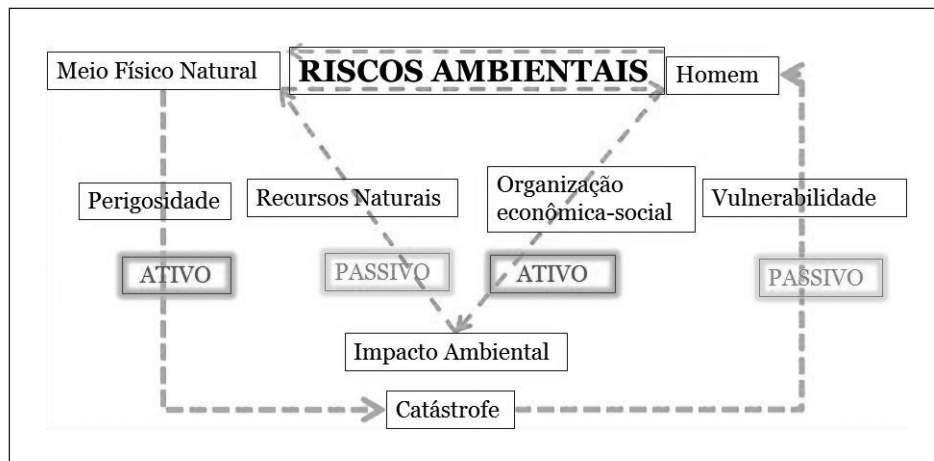 Meio Físico Natural
RISCOS AMBIENTAIS
Homem
Perigosidade
Recursos Naturais
Organização
econômica-social
Vulnerabilidade
ATIVO
PASSIVO
ATIVO
PASSIVO
Impacto Ambiental
Catástrofe